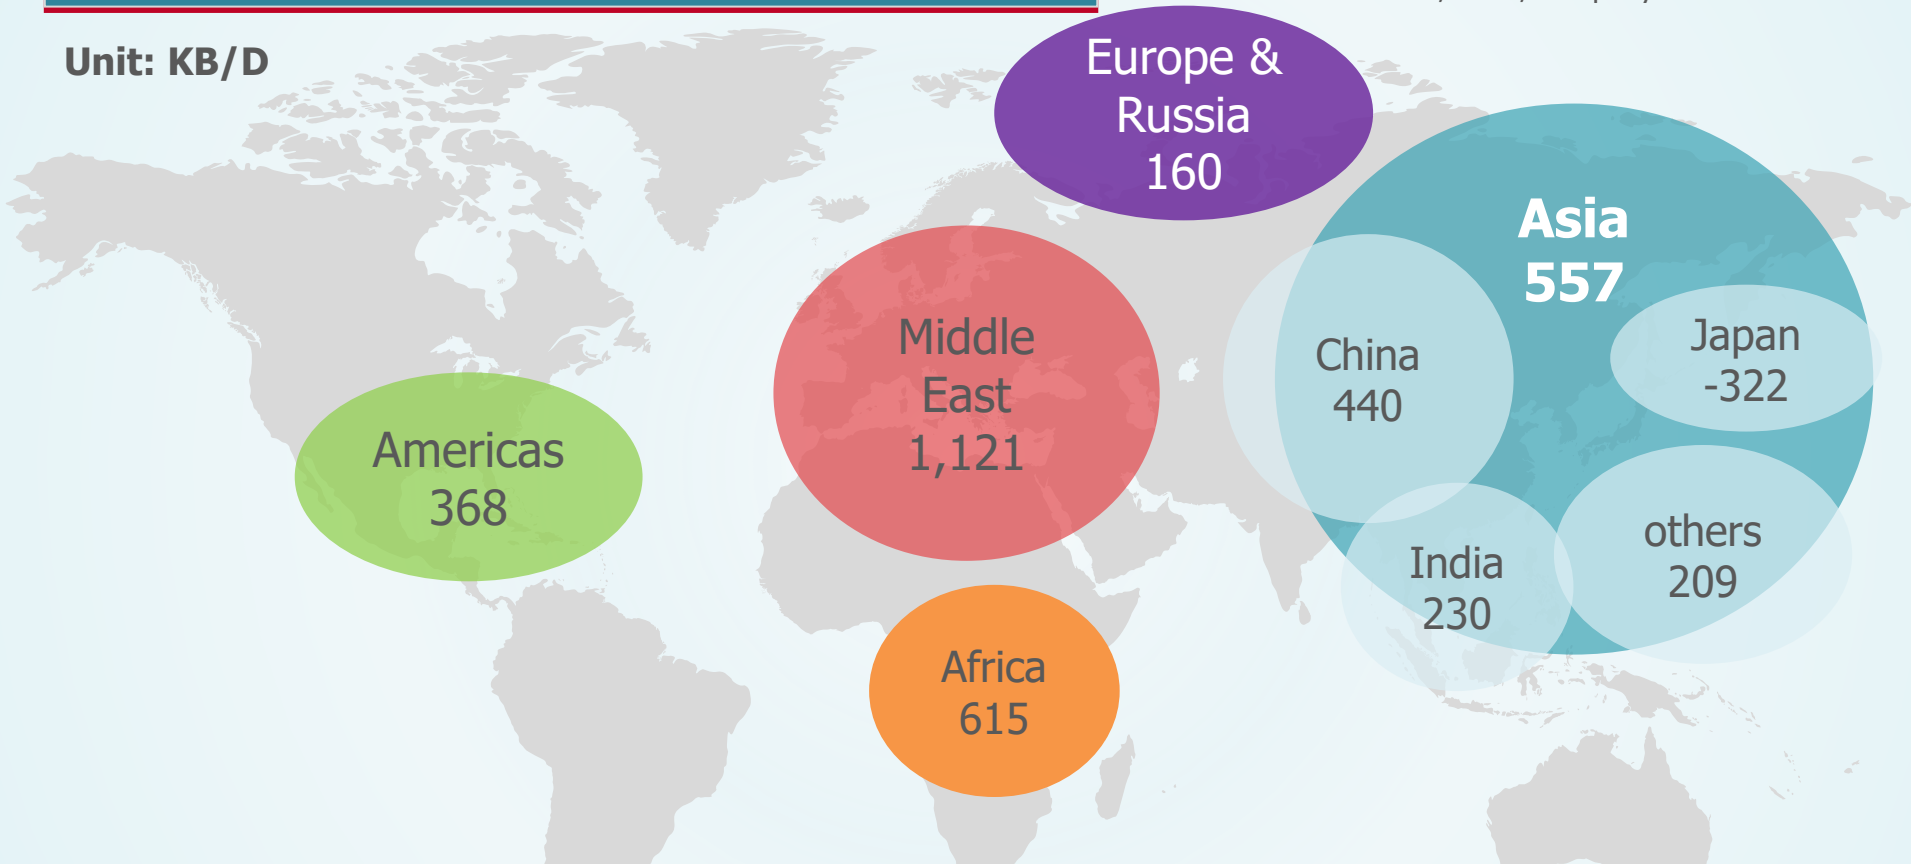 Unit: KB/D
Europe &
Russia
160
Asia
557
Middle
East
1,121
China
440
Japan
-322
Americas
368
others
209
India
230
Africa
615